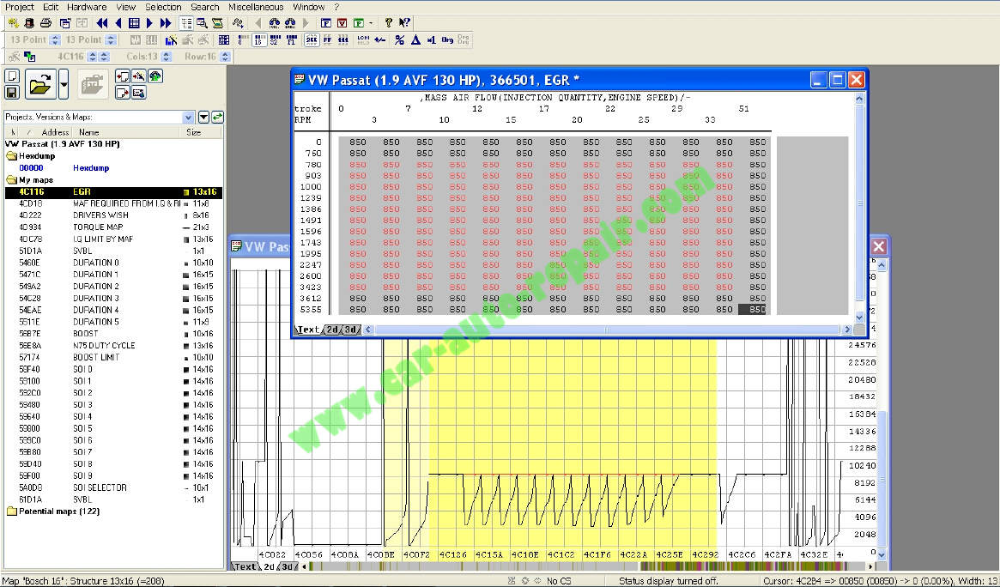 Project Edit Hardware View Selection Search Miscellaneous Window ?
13 Point 13 Point 8 16 32
4C116 Cols:13 Row:16
Projects, Versions & Maps:
Address Name Size
VW Passat (1.9 AVF 130 HP)
Hexdump
00000 Hexdump
My maps
4C116 EGR 13x16
4CD18 MAF REQUIRED FROM I.Q & RI 11x8
4D222 DRIVERS WISH 8x16
4D934 TORQUE MAP 21x3
4DC78 I.Q LIMIT BY MAF 13x16
51D1A SVBL 1x1
5460E DURATION 0 10x10
5471C DURATION 1 16x15
549A2 DURATION 2 16x15
54C28 DURATION 3 16x15
54EAE DURATION 4 16x15
5511E DURATION 5 11x9
56B7E BOOST 10x16
56E8A N75 DUTY CYCLE 13x16
57174 BOOST LIMIT 10x10
58F40 SOI 0 14x16
59100 SOI 1 14x16
592C0 SOI 2 14x16
59480 SOI 3 14x16
59640 SOI 4 14x16
59800 SOI 5 14x16
599C0 SOI 6 14x16
59B80 SOI 7 14x16
59D40 SOI 8 14x16
59F00 SOI 9 14x16
5A0D8 SOI SELECTOR 10x1
61D1A SVBL 1x1
Potential maps (122)
VW Passat (1.9 AVF 130 HP), 366501, EGR *
,MASS AIR FLOW(INJECTION QUANTITY,ENGINE SPEED)/-
troke 0 7 12 17 22 29 51
RPM 3 10 15 20 25 33
0 850 850 850 850 850 850 850 850 850 850 850 850 850
760 850 850 850 850 850 850 850 850 850 850 850 850 850
780 850 850 850 850 850 850 850 850 850 850 850 850 850
903 850 850 850 850 850 850 850 850 850 850 850 850 850
1000 850 850 850 850 850 850 850 850 850 850 850 850 850
1239 850 850 850 850 850 850 850 850 850 850 850 850 850
1386 850 850 850 850 850 850 850 850 850 850 850 850 850
1491 850 850 850 850 850 850 850 850 850 850 850 850 850
1596 850 850 850 850 850 850 850 850 850 850 850 850 850
1743 850 850 850 850 850 850 850 850 850 850 850 850 850
1995 850 850 850 850 850 850 850 850 850 850 850 850 850
2247 850 850 850 850 850 850 850 850 850 850 850 850 850
2600 850 850 850 850 850 850 850 850 850 850 850 850 850
3423 850 850 850 850 850 850 850 850 850 850 850 850 850
3612 850 850 850 850 850 850 850 850 850 850 850 850 850
5355 850 850 850 850 850 850 850 850 850 850 850 850 850
Text 2d 3d
VW Pas
24576
22528
20480
18432
16384
14336
12288
10240
8192
6144
4096
2048
0
4C022 4C056 4C08A 4C0BE 4C0F2 4C126 4C15A 4C18E 4C1C2 4C1F6 4C22A 4C25E 4C292 4C2C6 4C2FA 4C32E
Text 2d 3d
www.car-auto-repair.com
Map "Bosch 16": Structure 13x16 (=208) No CS Status display turned off. Cursor: 4C2B4 => 00850 (00850) -> 0 (0.00%), Width: 13